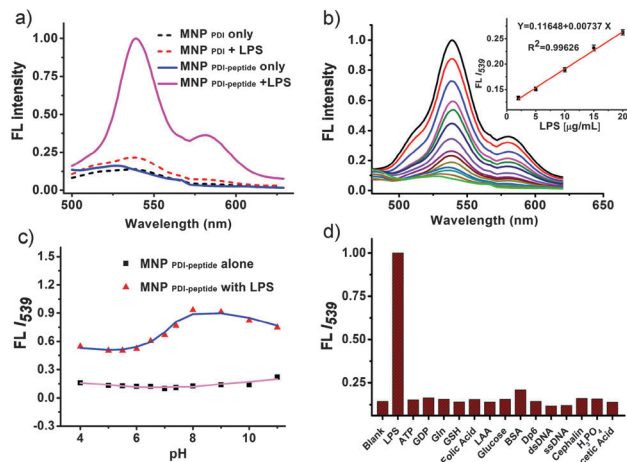 a)
MNP PDI only
MNP PDI + LPS
MNP PDI-peptide only
MNP PDI-peptide +LPS
FL Intensity
1.00
0.75
0.50
0.25
0.00
500
550
600
Wavelength (nm)
b)
FL Intensity
1.0
0.8
0.6
0.4
0.2
0.0
500
550
600
650
Wavelength (nm)
Y=0.11648+0.00737 X
R²=0.99626
FL I539
0.25
0.20
0.15
5
10
15
20
LPS [μg/mL]
c)
MNP PDI-peptide alone
MNP PDI-peptide with LPS
FL I539
1.5
1.2
0.9
0.6
0.3
0.0
-0.3
4
6
8
10
pH
d)
FL I539
1.00
0.75
0.50
0.25
Blank
LPS
ATP
GDP
Gln
GSH
Folic Acid
LAA
Glucose
BSA
Dp6
dsDNA
ssDNA
Cephalin
H3PO4
cetic Acid